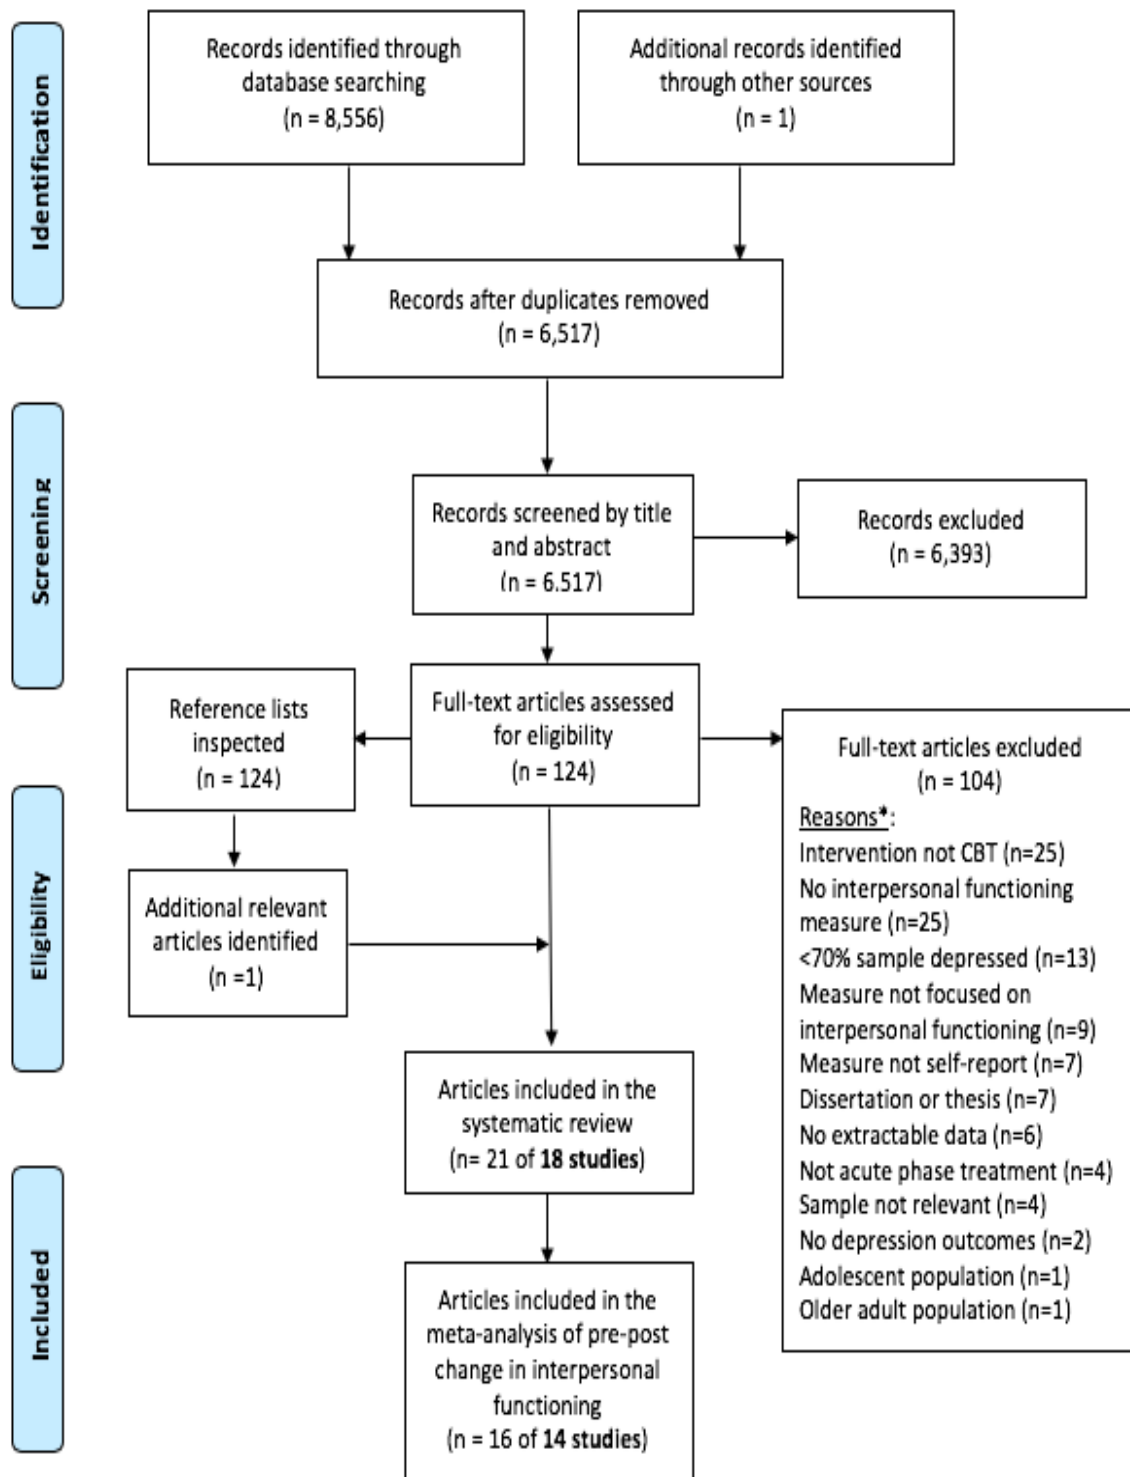 Identification
Records identified through
database searching
(n = 8,556)
Additional records identified
through other sources
(n = 1)
Records after duplicates removed
(n = 6,517)
Screening
Records screened by title
and abstract
(n = 6.517)
Records excluded
(n = 6,393)
Eligibility
Full-text articles assessed
for eligibility
(n = 124)
Reference lists
inspected
(n = 124)
Additional relevant
articles identified
(n =1)
Full-text articles excluded
(n = 104)
Reasons*:
Intervention not CBT (n=25)
No interpersonal functioning
measure (n=25)
<70% sample depressed (n=13)
Measure not focused on
interpersonal functioning (n=9)
Measure not self-report (n=7)
Dissertation or thesis (n=7)
No extractable data (n=6)
Not acute phase treatment (n=4)
Sample not relevant (n=4)
No depression outcomes (n=2)
Adolescent population (n=1)
Older adult population (n=1)
Articles included in the
systematic review
(n= 21 of 18 studies)
Included
Articles included in the
meta-analysis of pre-post
change in interpersonal
functioning
(n = 16 of 14 studies)